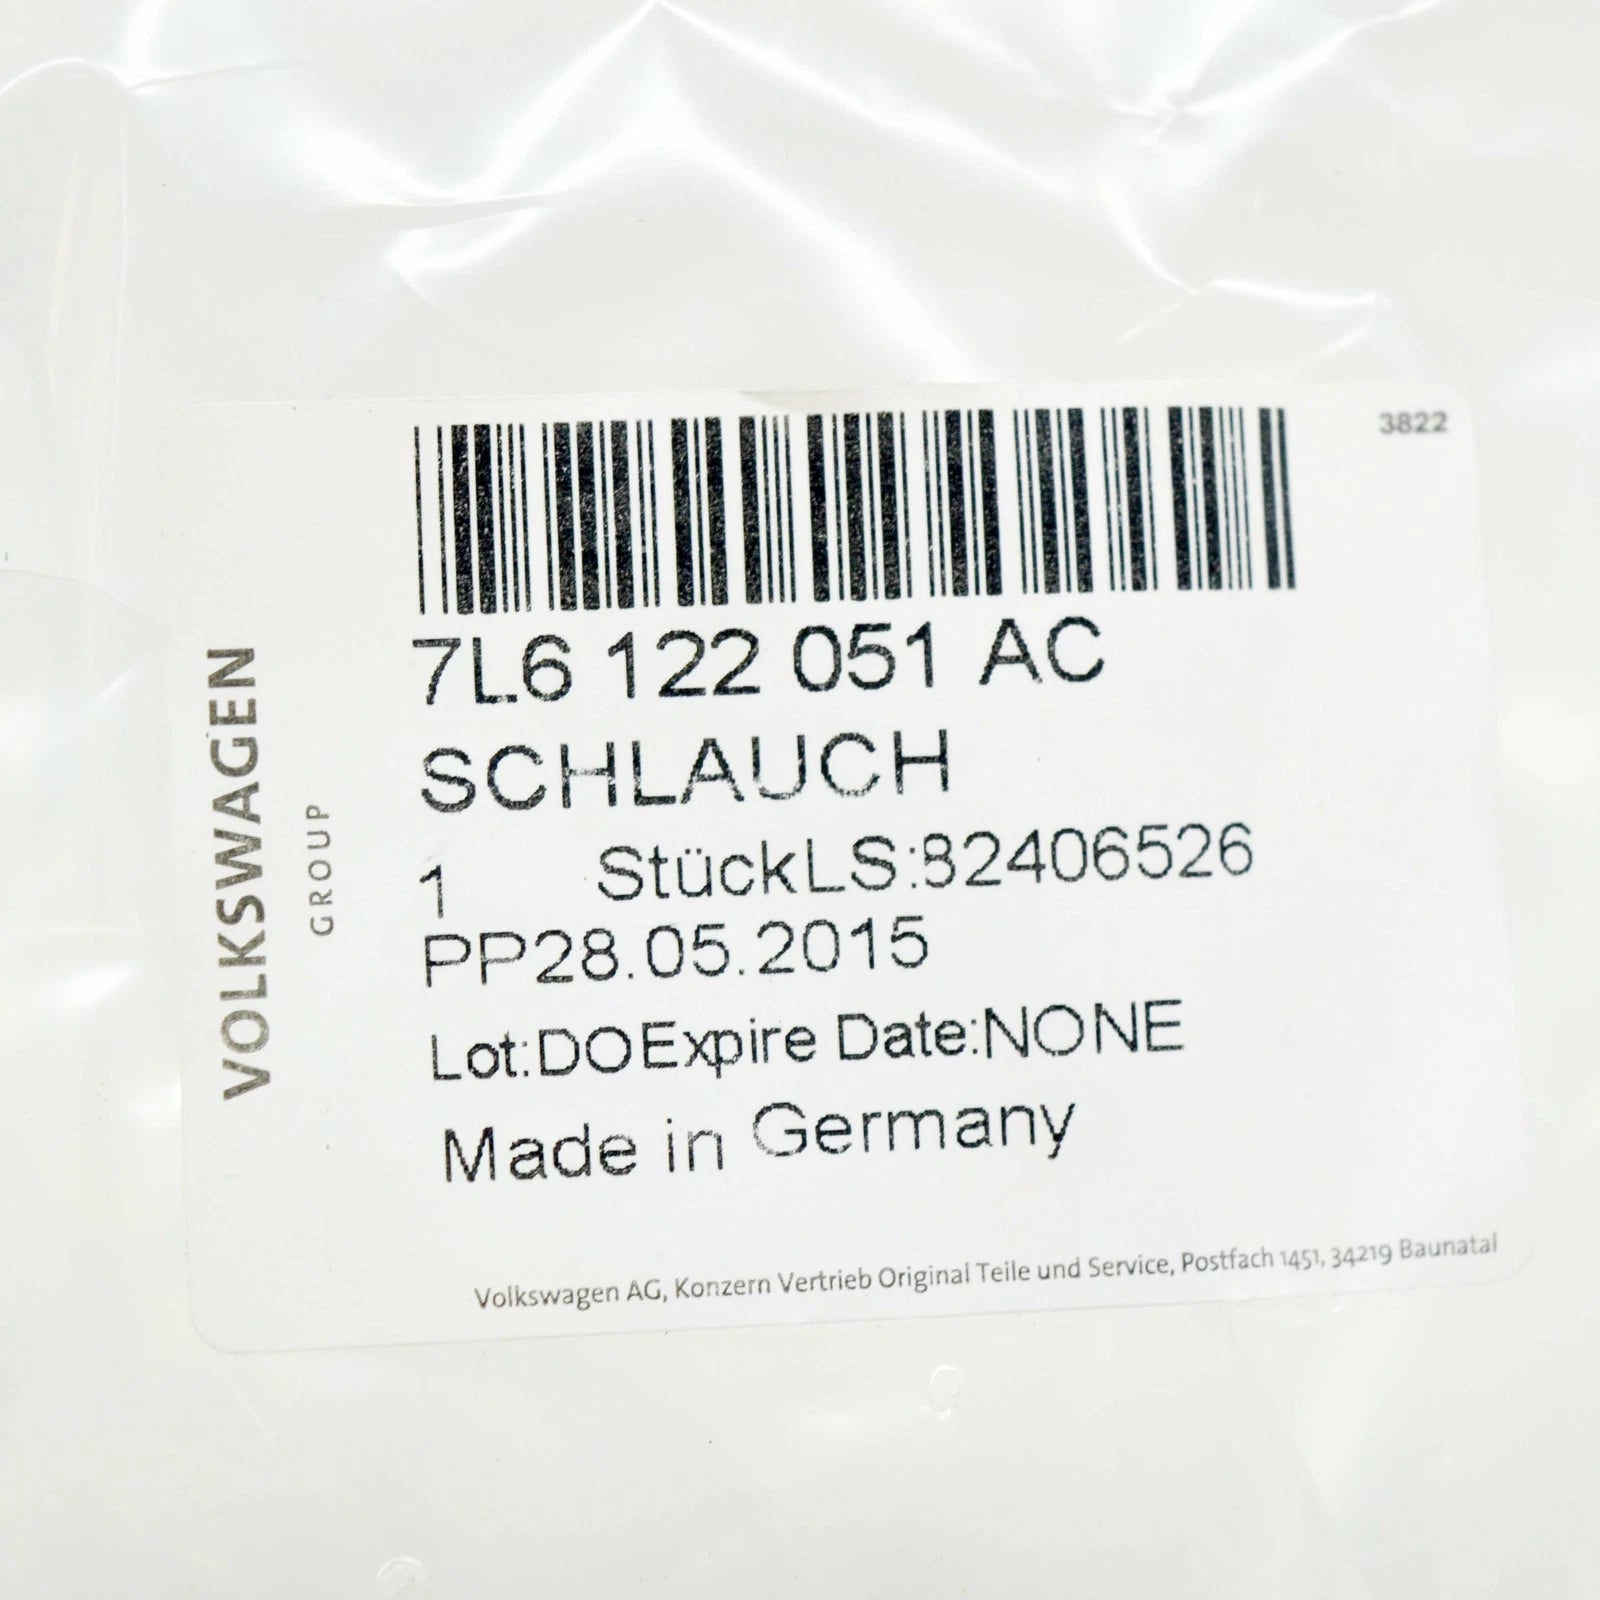 3822
7L6 122 051 AC
SCHLAUCH
1 StückLS:82406526
PP28.05.2015
Lot:DOExpire Date:NONE
Made in Germany
VOLKSWAGEN
GROUP
Volkswagen AG, Konzern Vertrieb Original Teile und Service, Postfach 1451, 34219 Baunatal